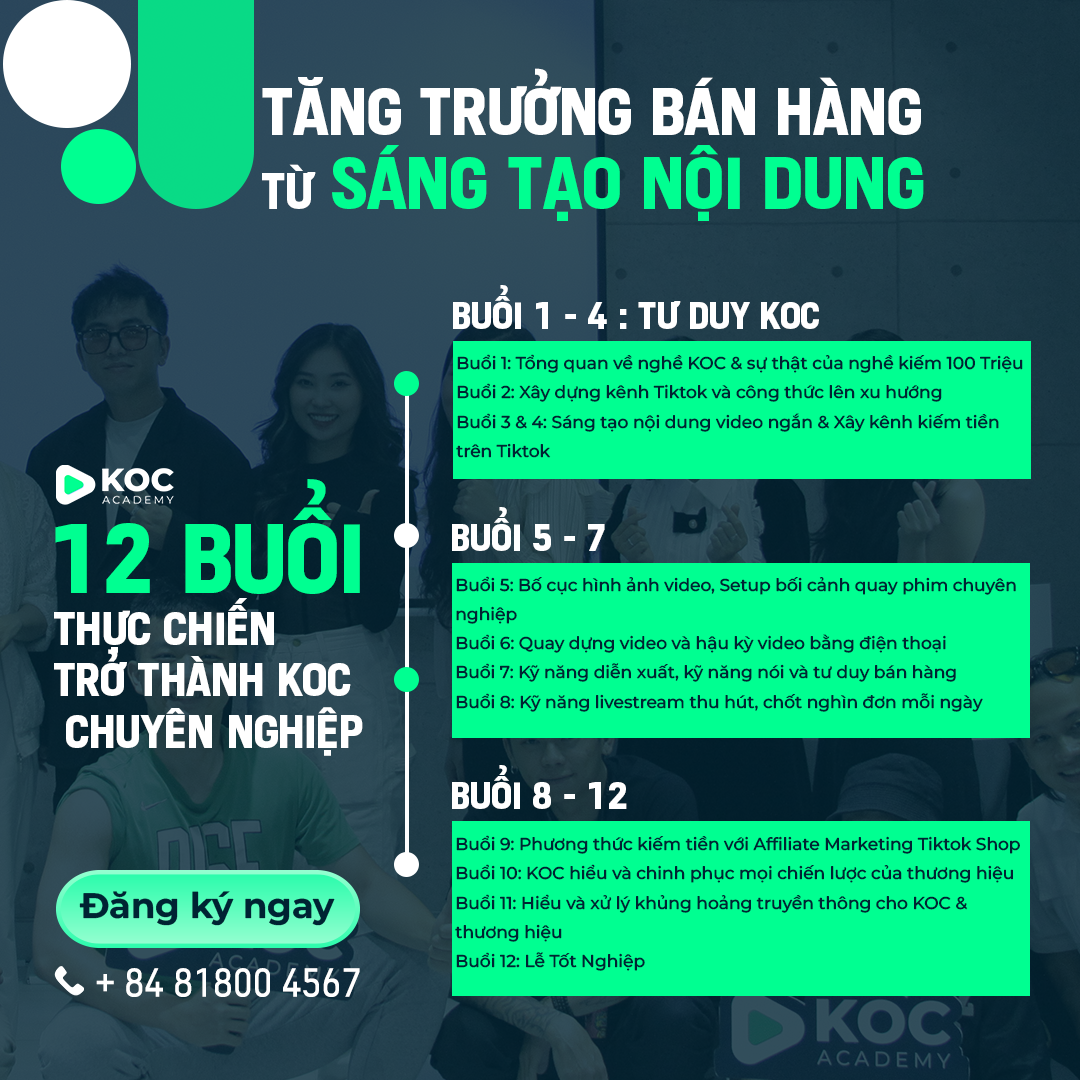 TĂNG TRƯỞNG BÁN HÀNG
TỪ SÁNG TẠO NỘI DUNG
KOC
ACADEMY
12 BUỔI
THỰC CHIẾN
TRỞ THÀNH KOC
CHUYÊN NGHIỆP
Đăng ký ngay
+ 84 81800 4567
BUỔI 1 - 4 : TƯ DUY KOC
Buổi 1: Tổng quan về nghề KOC & sự thật của nghề kiếm 100 Triệu
Buổi 2: Xây dựng kênh Tiktok và công thức lên xu hướng
Buổi 3 & 4: Sáng tạo nội dung video ngắn & Xây kênh kiếm tiền
trên Tiktok
BUỔI 5 - 7
Buổi 5: Bố cục hình ảnh video, Setup bối cảnh quay phim chuyên
nghiệp
Buổi 6: Quay dựng video và hậu kỳ video bằng điện thoại
Buổi 7: Kỹ năng diễn xuất, kỹ năng nói và tư duy bán hàng
Buổi 8: Kỹ năng livestream thu hút, chốt nghìn đơn mỗi ngày
BUỔI 8 - 12
Buổi 9: Phương thức kiếm tiền với Affiliate Marketing Tiktok Shop
Buổi 10: KOC hiểu và chinh phục mọi chiến lược của thương hiệu
Buổi 11: Hiểu và xử lý khủng hoảng truyền thông cho KOC &
thương hiệu
Buổi 12: Lễ Tốt Nghiệp
ACADEMY
KOC
ACADEMY